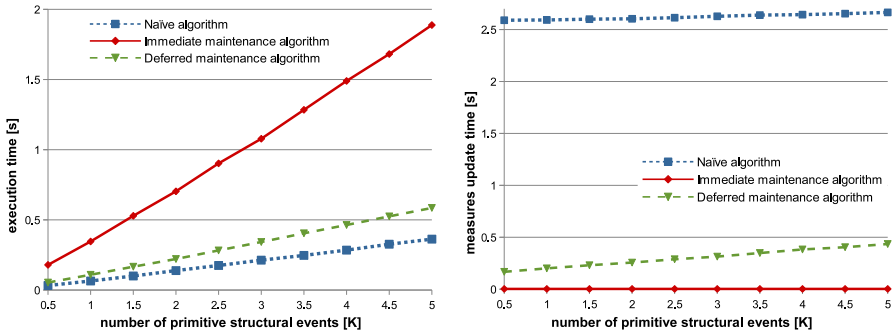 execution time [s]
2
1.5
1
0.5
0
Naïve algorithm
Immediate maintenance algorithm
Deferred maintenance algorithm
0.5 1 1.5 2 2.5 3 3.5 4 4.5 5
number of primitive structural events [K]
measures update time [s]
2.5
2
1.5
1
0.5
0
Naïve algorithm
Immediate maintenance algorithm
Deferred maintenance algorithm
0.5 1 1.5 2 2.5 3 3.5 4 4.5 5
number of primitive structural events [K]